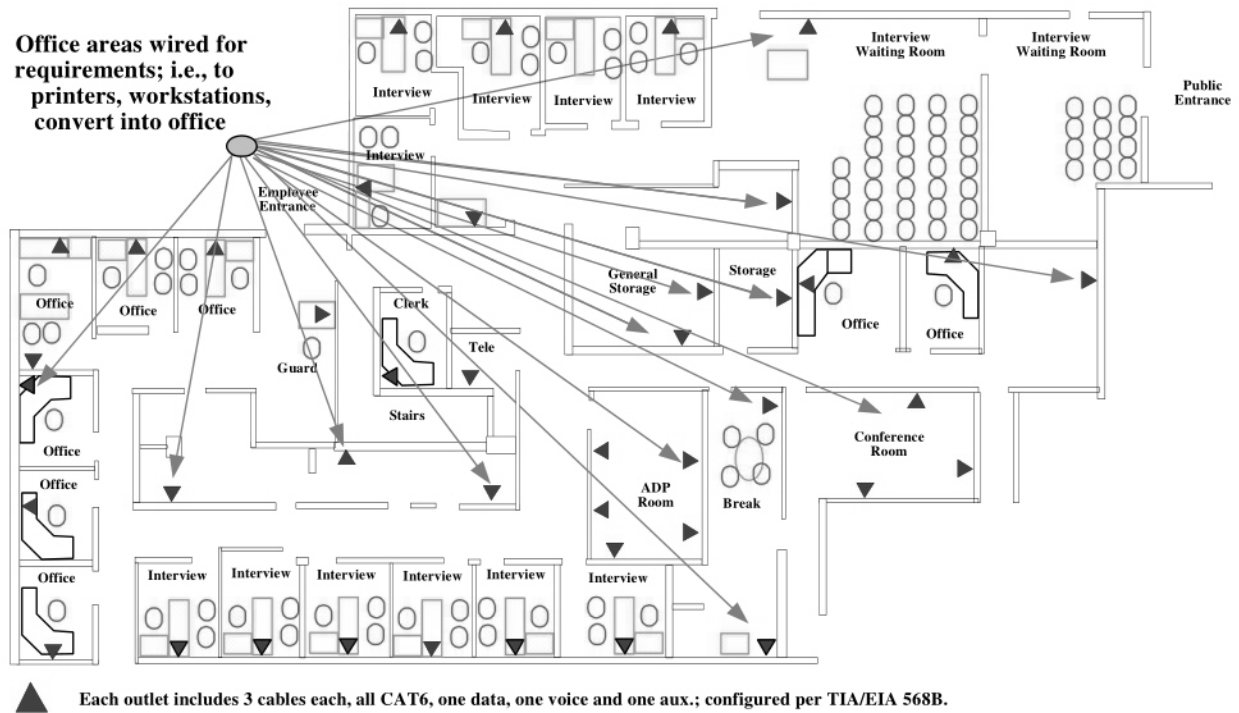 Office areas wired for
requirements; i.e., to
printers, workstations,
convert into office
Interview
Interview
Interview
Interview
Interview
Waiting Room
Interview
Waiting Room
Public
Entrance
Interview
Employee
Entrance
Office
Office
Office
Guard
Clerk
Tele
Stairs
General
Storage
Storage
Office
Office
Office
Office
Office
ADP
Room
Break
Conference
Room
Interview
Interview
Interview
Interview
Interview
Interview
Each outlet includes 3 cables each, all CAT6, one data, one voice and one aux.; configured per TIA/EIA 568B.